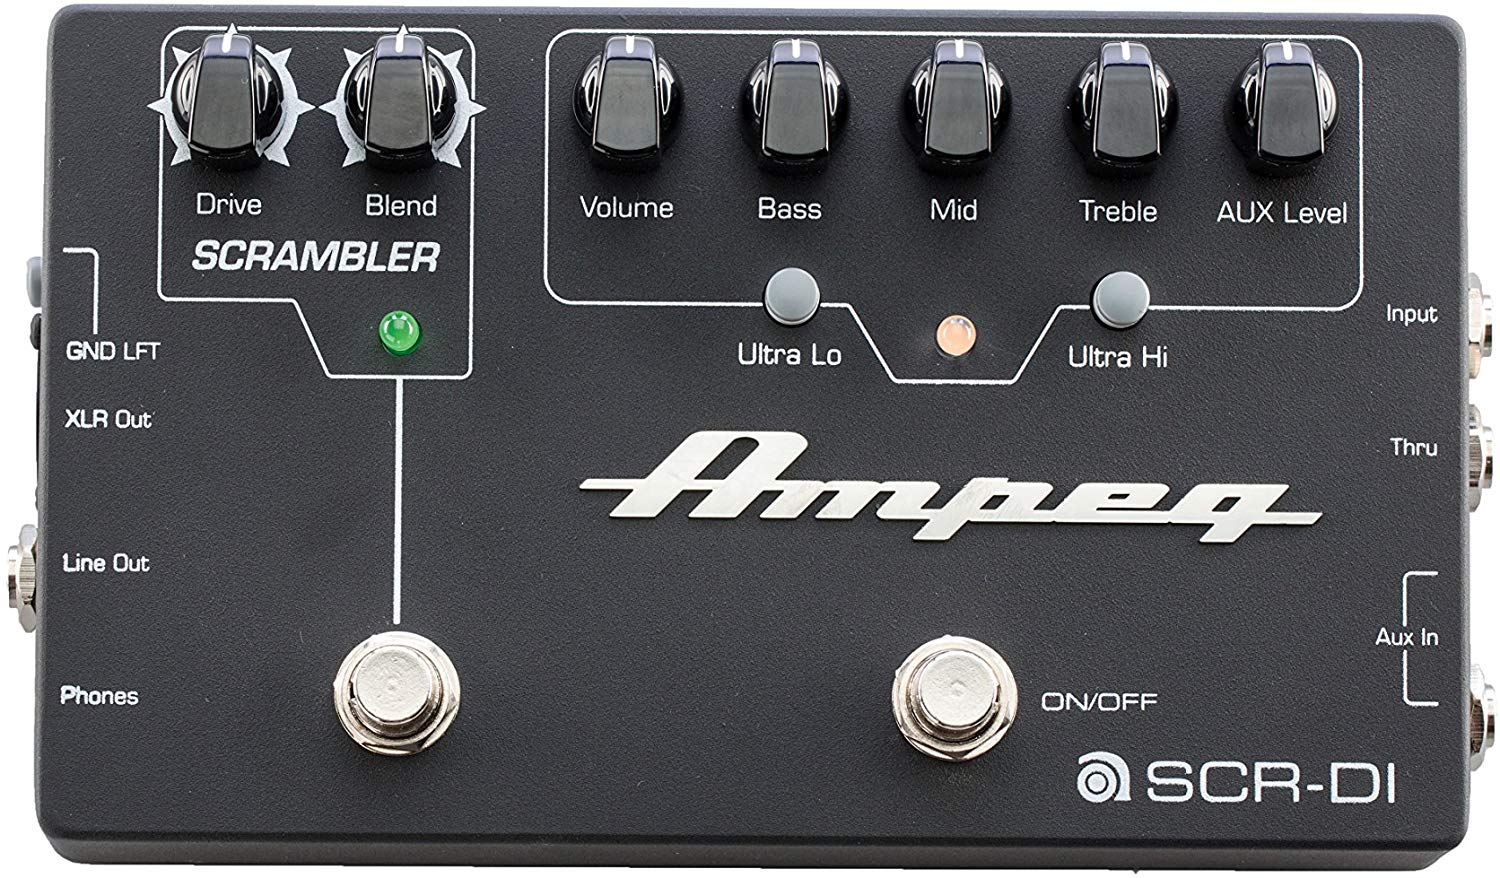 Drive
Blend
SCRAMBLER
Volume
Bass
Mid
Treble
AUX Level
Ultra Lo
Ultra Hi
GND LFT
XLR Out
Line Out
Phones
Input
Thru
Aux In
Ampeg
ON/OFF
SCR-DI